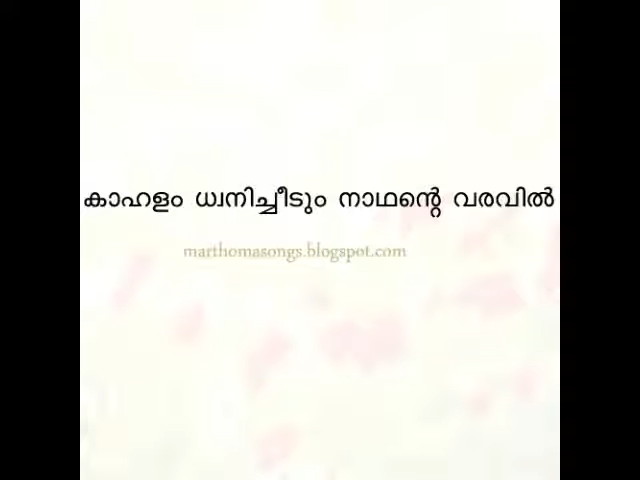 കാഹളം ധ്വനിച്ചീടും നാഥന്റെ വരവിൽ
marthomasongs.blogspot.com